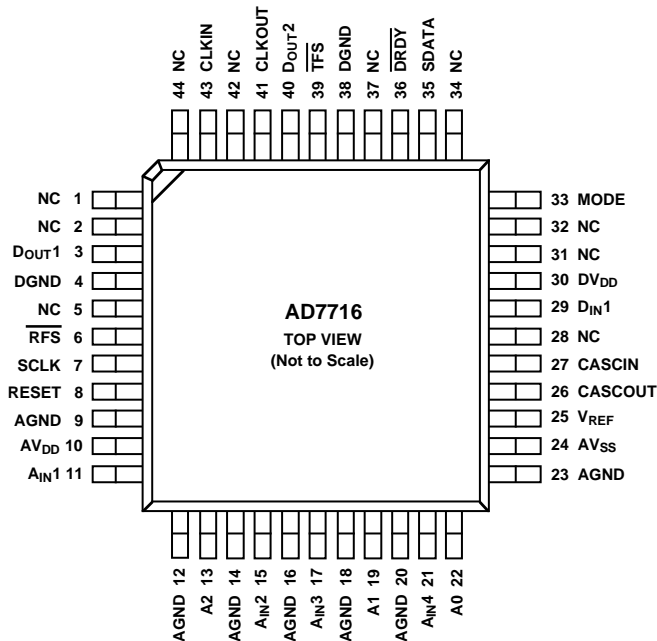 44 NC
43 CLKIN
42 NC
41 CLKOUT
40 DOUT2
39 TFS
38 DGND
37 NC
36 DRDY
35 SDATA
34 NC
NC 1
NC 2
DOUT1 3
DGND 4
NC 5
RFS 6
SCLK 7
RESET 8
AGND 9
AVDD 10
AIN1 11
AD7716
TOP VIEW
(Not to Scale)
33 MODE
32 NC
31 NC
30 DVDD
29 DIN1
28 NC
27 CASCIN
26 CASCOUT
25 VREF
24 AVSS
23 AGND
AGND 12
A2 13
AGND 14
AIN2 15
AGND 16
AIN3 17
AGND 18
A1 19
AGND 20
AIN4 21
A0 22